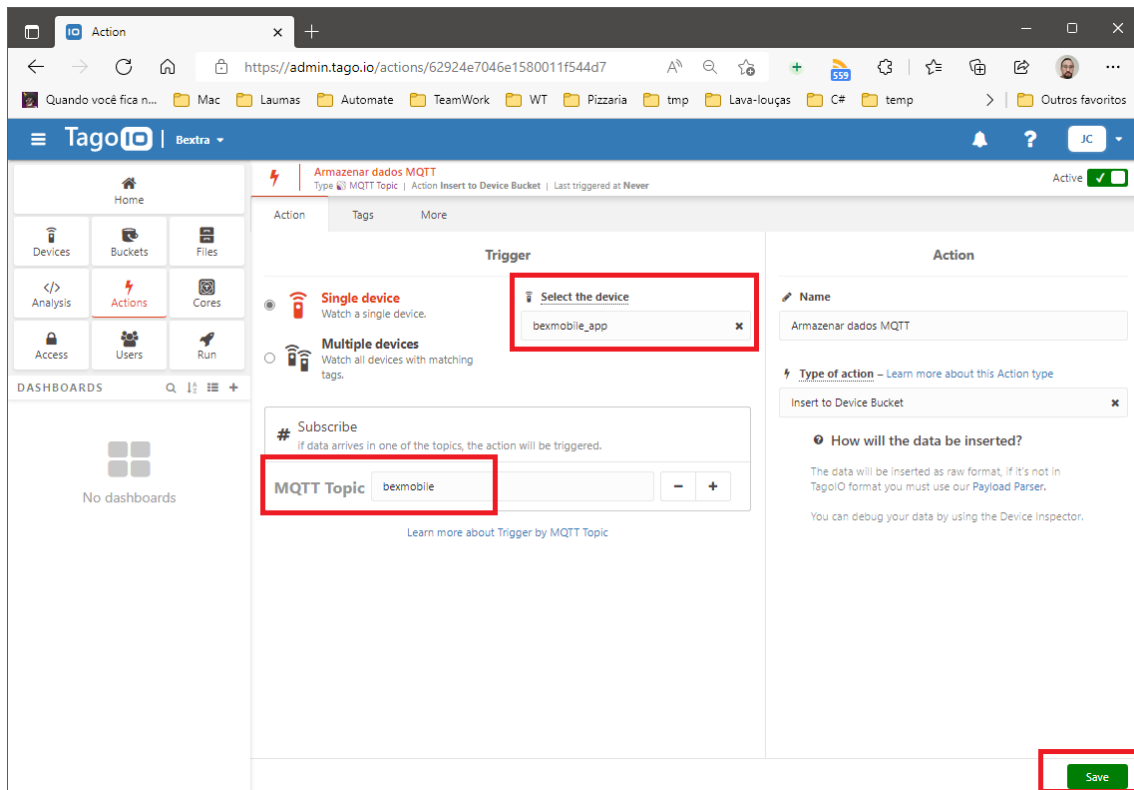 Action
https://admin.tago.io/actions/62924e7046e1580011f544d7
559
Quando você fica n...
Mac
Laumas
Automate
TeamWork
WT
Pizzaria
tmp
Lava-louças
C#
temp
Outros favoritos
TagoIO
Bextra
?
JC
Home
Devices
Buckets
Files
Analysis
Actions
Cores
Access
Users
Run
DASHBOARDS
No dashboards
Armazenar dados MQTT
Type MQTT Topic | Action Insert to Device Bucket | Last triggered at Never
Active
Action
Tags
More
Trigger
Single device
Watch a single device.
Multiple devices
Watch all devices with matching
tags.
Select the device
bexmobile_app
# Subscribe
if data arrives in one of the topics, the action will be triggered.
MQTT Topic
bexmobile
Learn more about Trigger by MQTT Topic
Action
Name
Armazenar dados MQTT
Type of action – Learn more about this Action type
Insert to Device Bucket
How will the data be inserted?
The data will be inserted as raw format, if it's not in
TagoIO format you must use our Payload Parser.
You can debug your data by using the Device Inspector.
Save